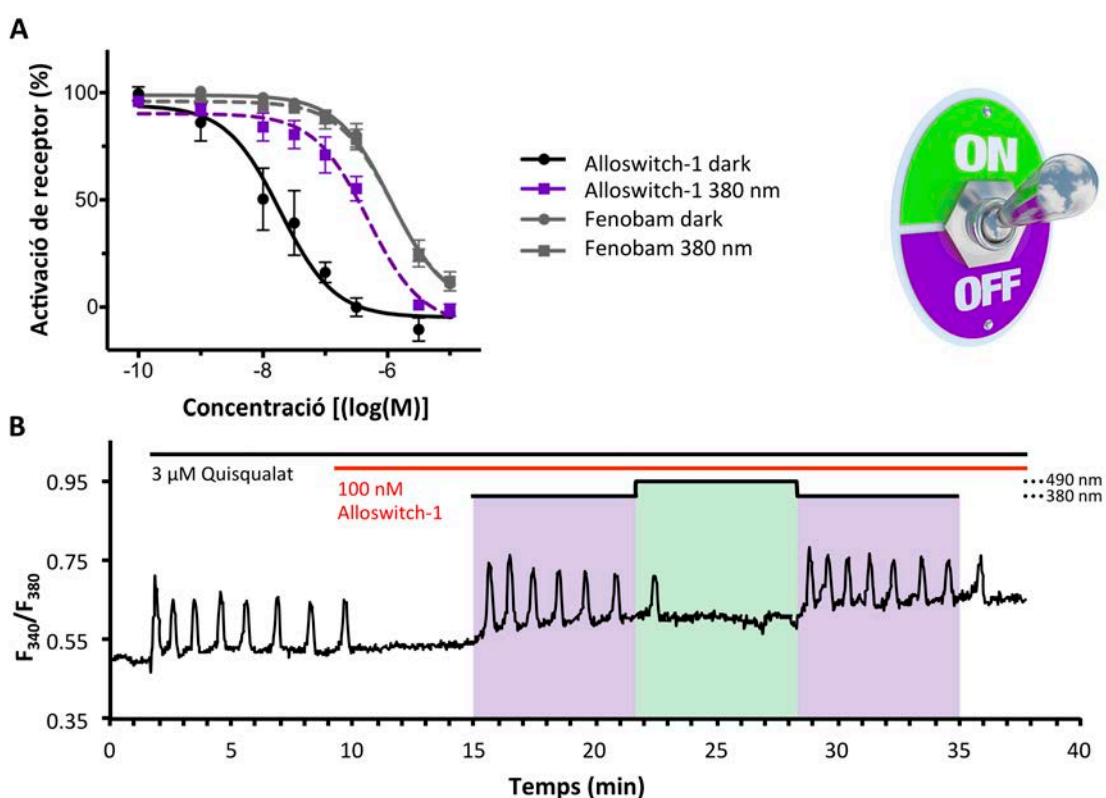 A
Activació de receptor (%)
100
50
0
-10
-8
-6
Concentració [(log(M)]
Alloswitch-1 dark
Alloswitch-1 380 nm
Fenobam dark
Fenobam 380 nm
ON
OFF
B
3 μM Quisqualat
100 nM
Alloswitch-1
490 nm
380 nm
F340/F380
0.95
0.75
0.55
0.35
0
5
10
15
20
25
30
35
40
Temps (min)